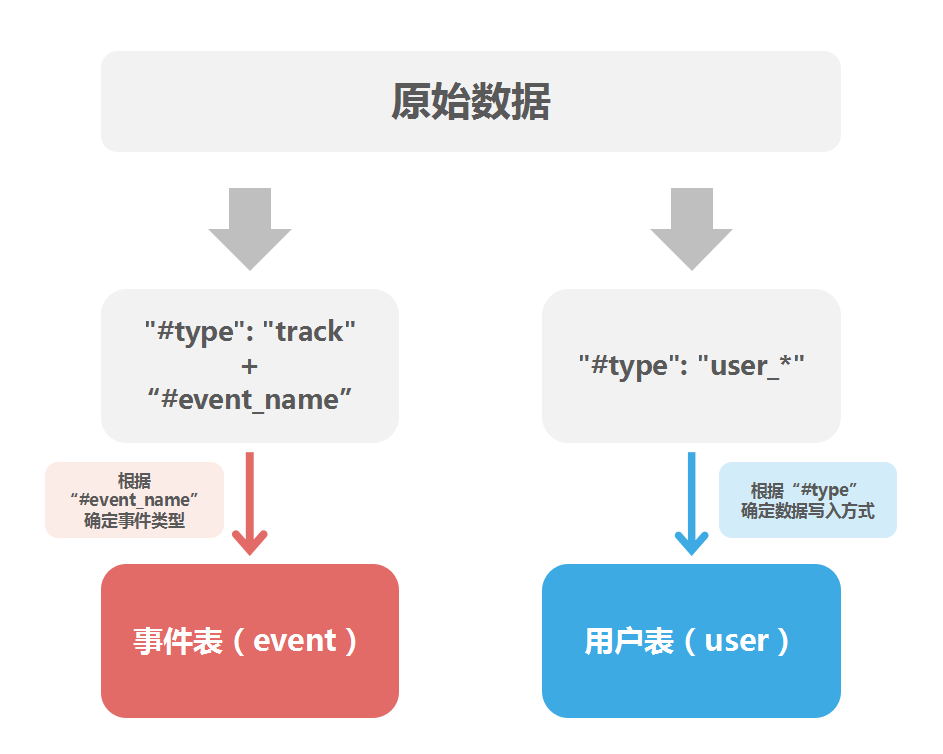 原始数据
"#type": "track"
+
“#event_name”
"#type": "user_*"
根据
“#event_name”
确定事件类型
根据“#type”
确定数据写入方式
事件表（event）
用户表（user）